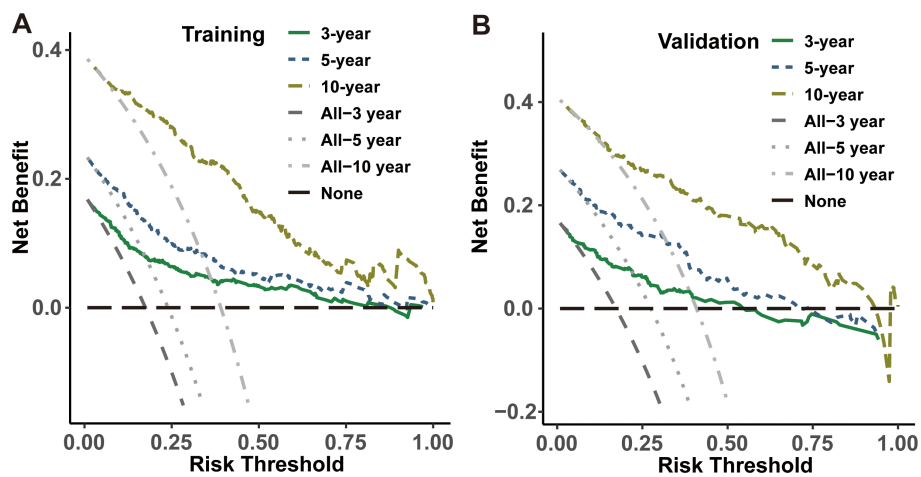 A
Training
3-year
5-year
10-year
All−3 year
All−5 year
All−10 year
None
Net Benefit
0.4
0.2
0.0
0.00
0.25
0.50
0.75
1.00
Risk Threshold
B
Validation
3-year
5-year
10-year
All−3 year
All−5 year
All−10 year
None
Net Benefit
0.4
0.2
0.0
−0.2
0.00
0.25
0.50
0.75
1.00
Risk Threshold